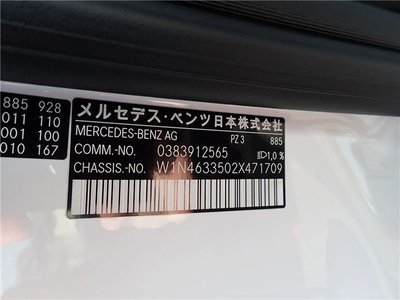 885 928
011 110
001 100
010 167
メルセデス・ベンツ日本株式会社
MERCEDES-BENZ AG PZ 3 885
COMM.-NO. 0383912565 1,0 %
CHASSIS.-NO. W1N4633502X471709